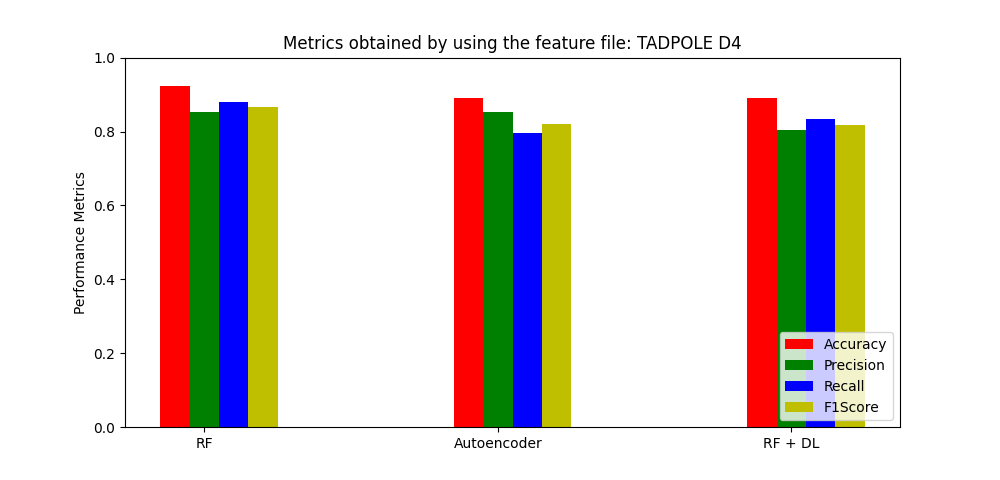 Metrics obtained by using the feature file: TADPOLE D4
1.0
0.8
0.6
0.4
0.2
0.0
Performance Metrics
RF
Autoencoder
RF + DL
Accuracy
Precision
Recall
F1Score